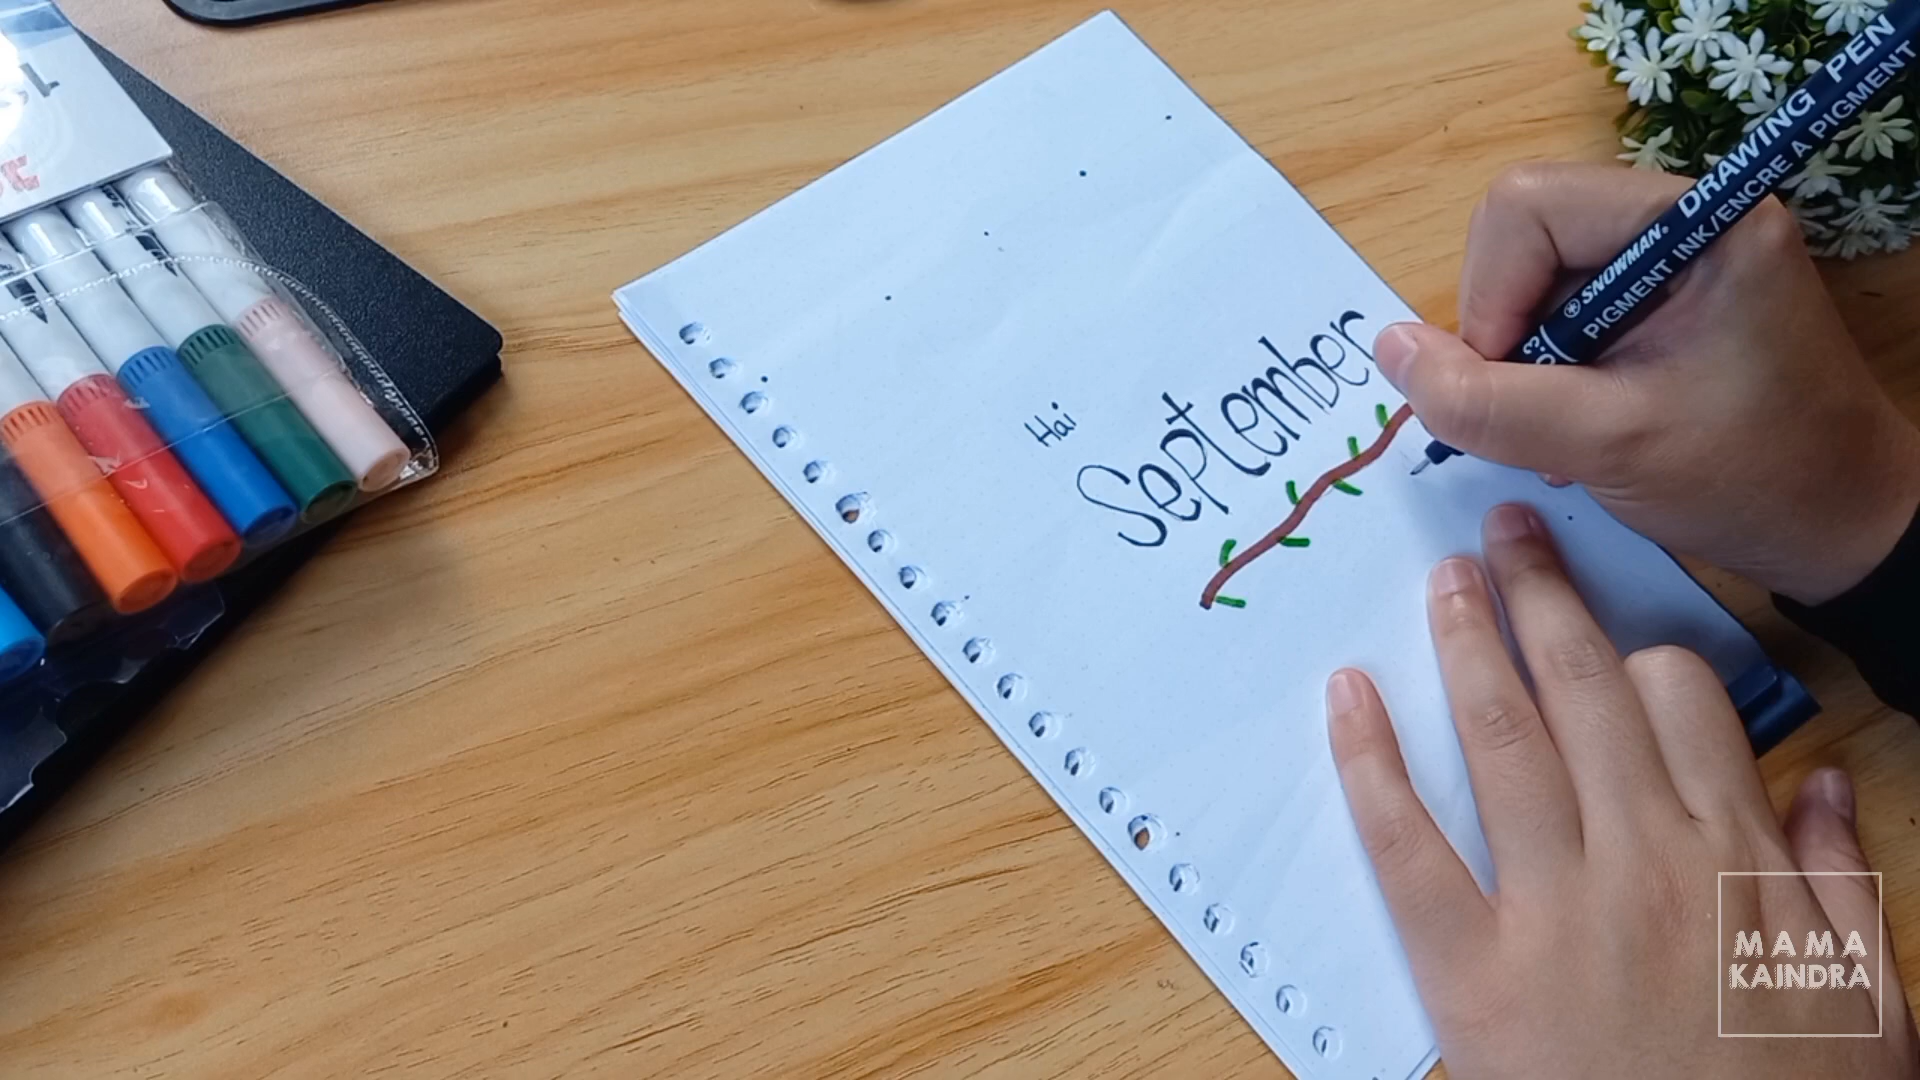 Hai
September
SNOWMAN® DRAWING PEN
PIGMENT INK/ENCRE A PIGMENT
MAMA
KAINDRA